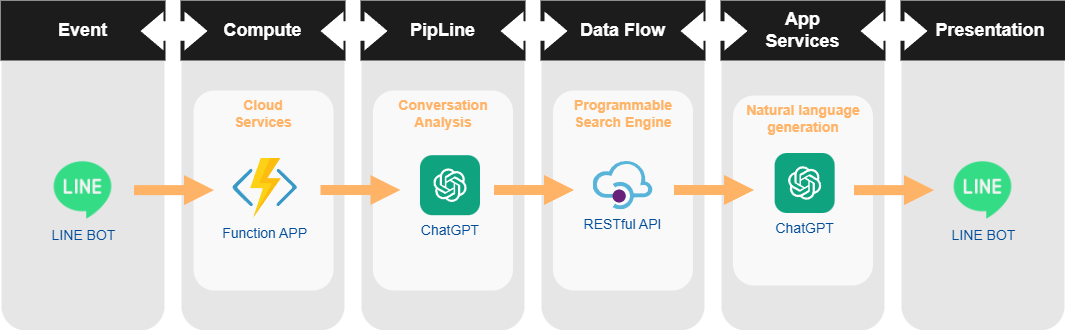 Event
Compute
PipLine
Data Flow
App
Services
Presentation
Cloud
Services
Conversation
Analysis
Programmable
Search Engine
Natural language
generation
LINE
LINE BOT
Function APP
ChatGPT
RESTful API
ChatGPT
LINE
LINE BOT